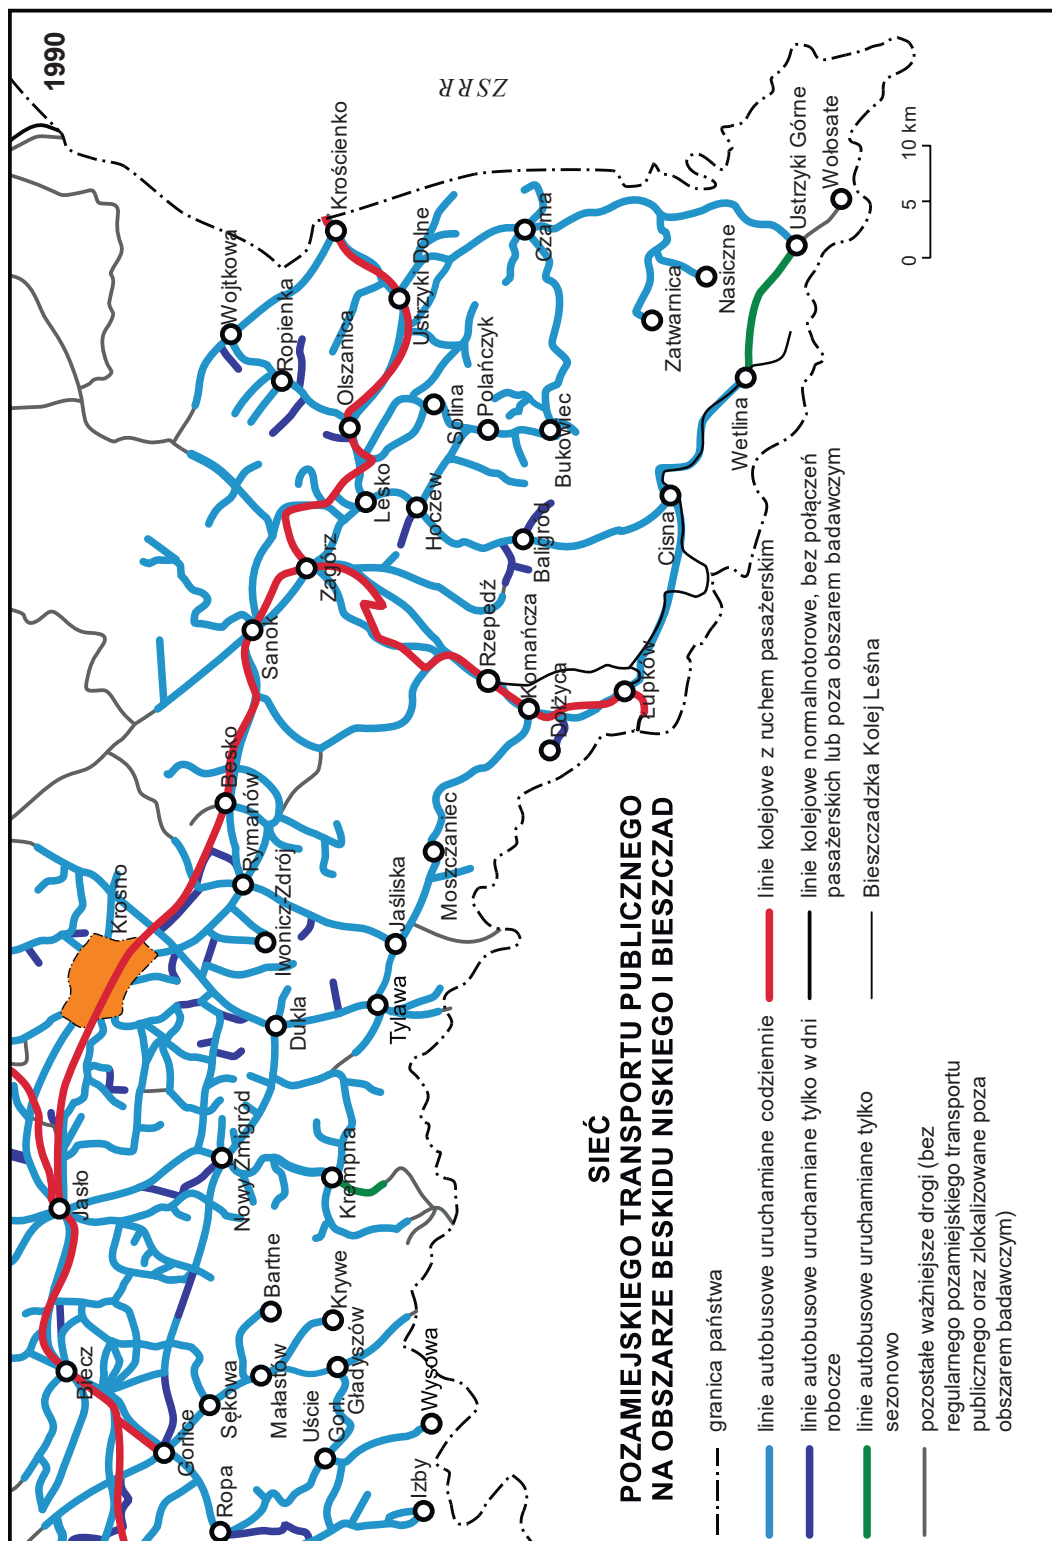 1990
ZSRR
Krościenko
Wojtkowa
Ropienka
Olszanica
Ustrzyki Dolne
Czarna
Ustrzyki Górne
Wołosate
Nasiczne
Zatwarnica
Polańczyk
Solina
Bukowiec
Wetlina
Lesko
Hoczew
Baligród
Cisna
Zagórz
Sanok
Rzepedź
Komańcza
Dołżyca
Łupków
Besko
Rymanów
Iwonicz-Zdrój
Krosno
Jaśliska
Moszczaniec
Dukla
Tylawa
Nowy Żmigród
Krempna
Jasło
Bartne
Krywe
Biecz
Sękowa
Małastów
Uście
Gorl.
Gładyszów
Wysowa
Gorlice
Ropa
Izby
0 5 10 km
SIEĆ
POZAMIEJSKIEGO TRANSPORTU PUBLICZNEGO
NA OBSZARZE BESKIDU NISKIEGO I BIESZCZAD
granica państwa
linie autobusowe uruchamiane codziennie
linie autobusowe uruchamiane tylko w dni
robocze
linie autobusowe uruchamiane tylko
sezonowo
pozostałe ważniejsze drogi (bez
regularnego pozamiejskiego transportu
publicznego oraz zlokalizowane poza
obszarem badawczym)
linie kolejowe z ruchem pasażerskim
linie kolejowe normalnotorowe, bez połączeń
pasażerskich lub poza obszarem badawczym
Bieszczadzka Kolej Leśna